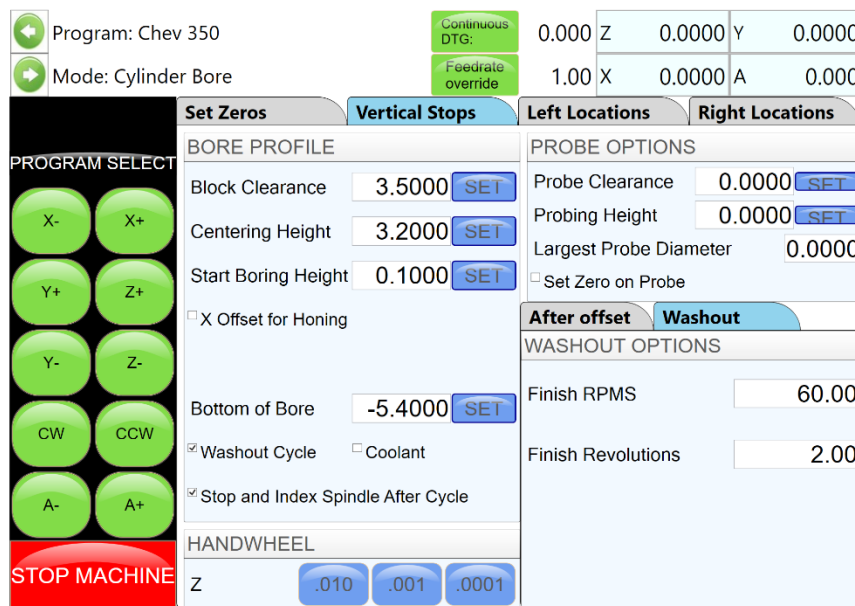 Program: Chev 350
Continuous DTG:
0.000 Z 0.0000 Y 0.0000
Mode: Cylinder Bore
Feedrate override
1.00 X 0.0000 A 0.000
Set Zeros
Vertical Stops
Left Locations
Right Locations
PROGRAM SELECT
X- X+
Y+ Z+
Y- Z-
CW CCW
A- A+
STOP MACHINE
BORE PROFILE
Block Clearance 3.5000 SET
Centering Height 3.2000 SET
Start Boring Height 0.1000 SET
X Offset for Honing
Bottom of Bore -5.4000 SET
Washout Cycle Coolant
Stop and Index Spindle After Cycle
HANDWHEEL
Z .010 .001 .0001
PROBE OPTIONS
Probe Clearance 0.0000 SET
Probing Height 0.0000 SET
Largest Probe Diameter 0.0000
Set Zero on Probe
After offset Washout
WASHOUT OPTIONS
Finish RPMS 60.00
Finish Revolutions 2.00